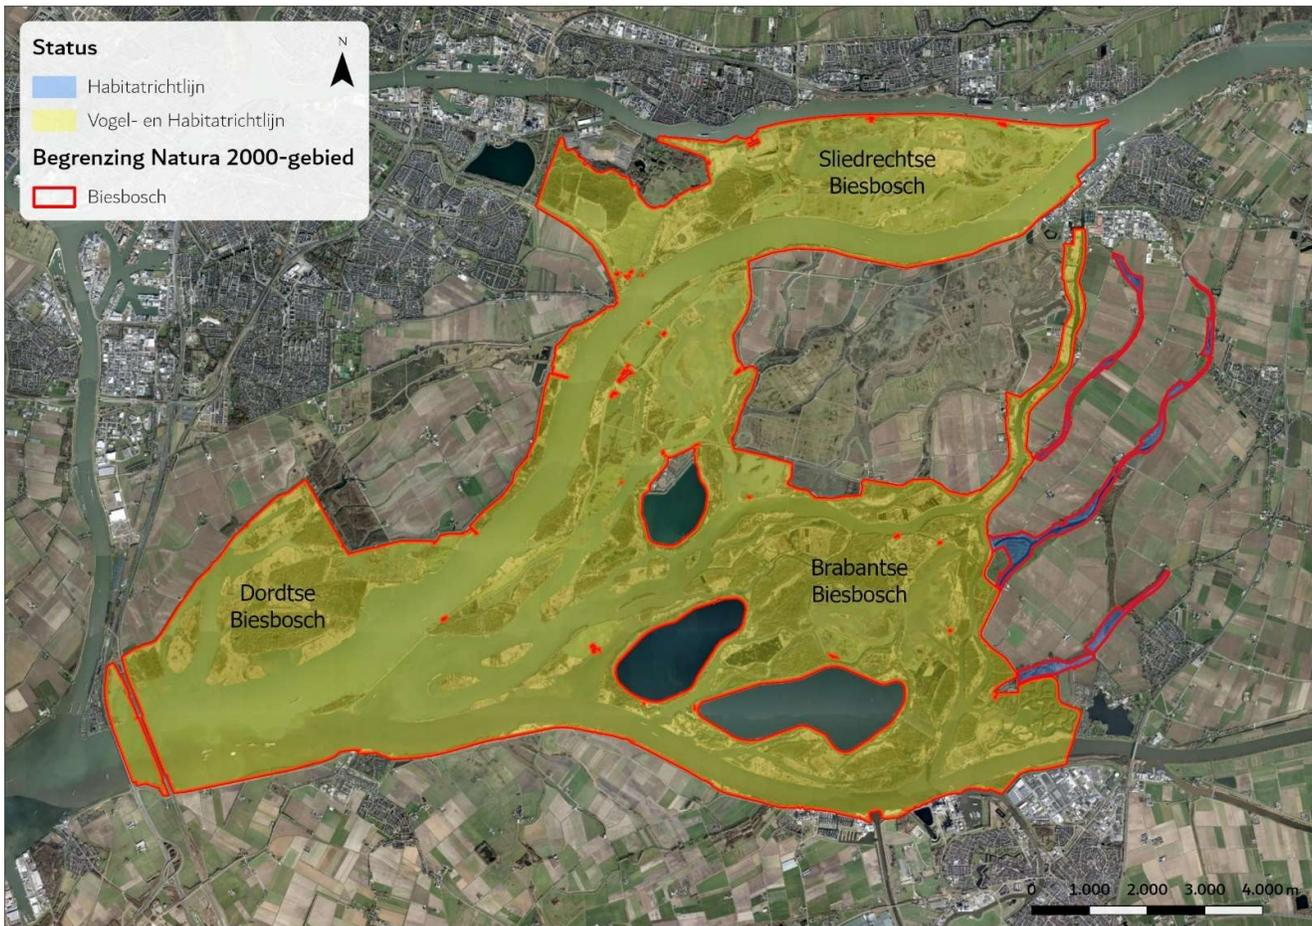 Status
N
Habitatrichtlijn
Vogel- en Habitatrichtlijn
Begrenzing Natura 2000-gebied
Biesbosch
Sliedrechtse
Biesbosch
Brabantse
Biesbosch
Dordtse
Biesbosch
0 1.000 2.000 3.000 4.000 m